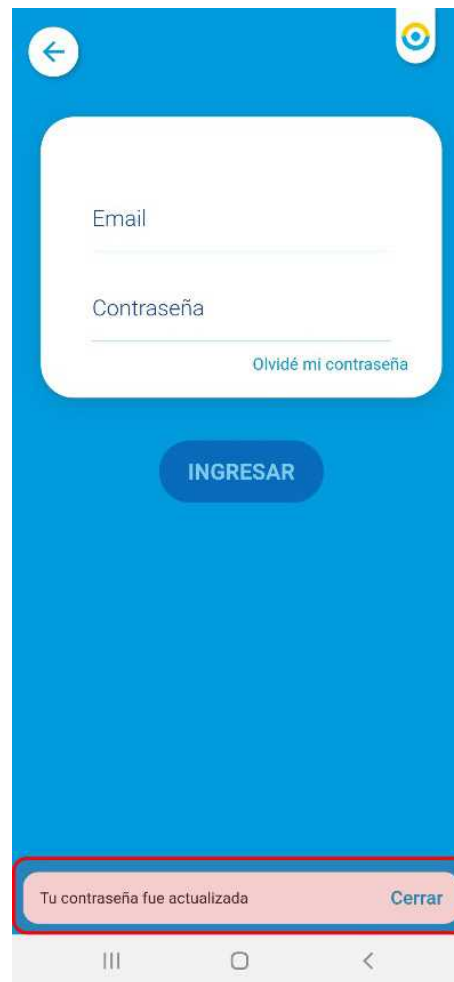 Email
Contraseña
Olvidé mi contraseña
INGRESAR
Tu contraseña fue actualizada Cerrar